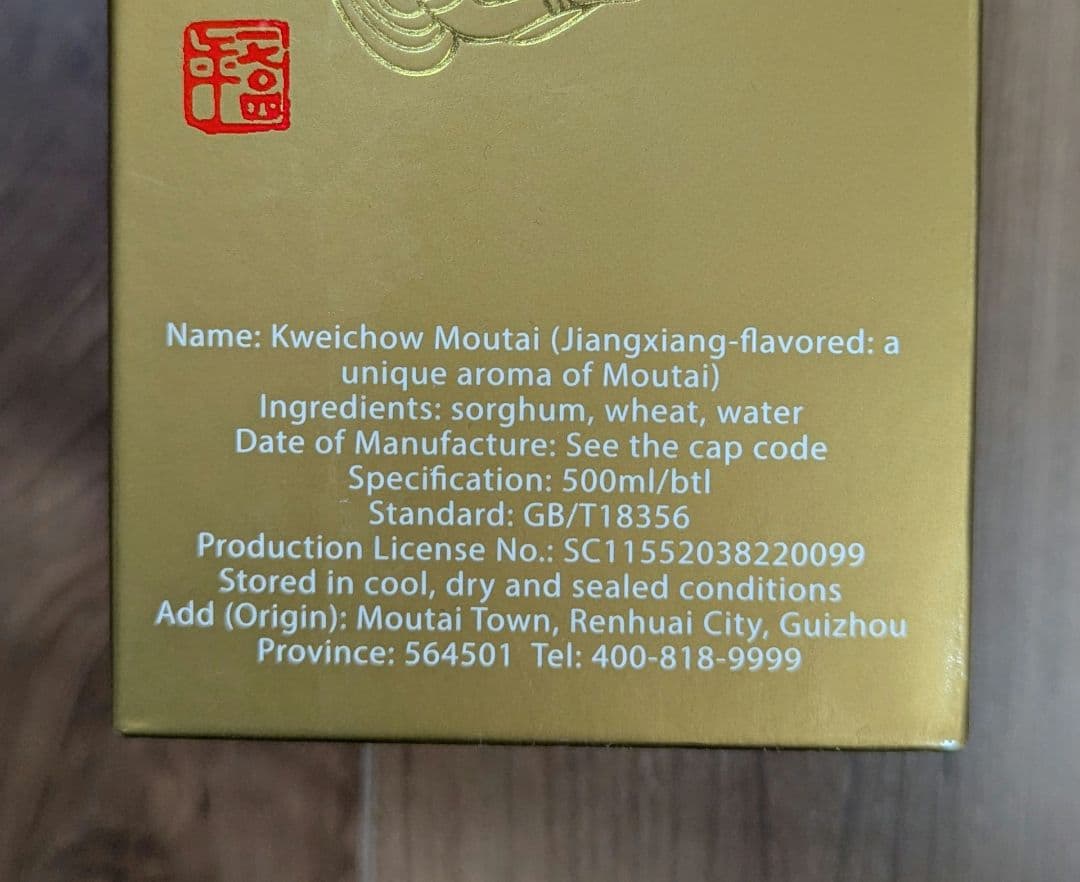 Name: Kweichow Moutai (Jiangxiang-flavored: a
unique aroma of Moutai)
Ingredients: sorghum, wheat, water
Date of Manufacture: See the cap code
Specification: 500ml/btl
Standard: GB/T18356
Production License No.: SC11552038220099
Stored in cool, dry and sealed conditions
Add (Origin): Moutai Town, Renhuai City, Guizhou
Province: 564501 Tel: 400-818-9999